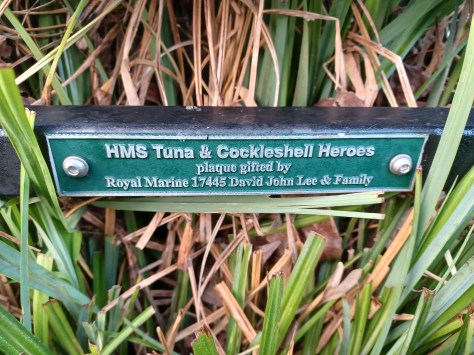 HMS Tuna & Cockleshell Heroes
plaque gifted by
Royal Marine 17445 David John Lee & Family